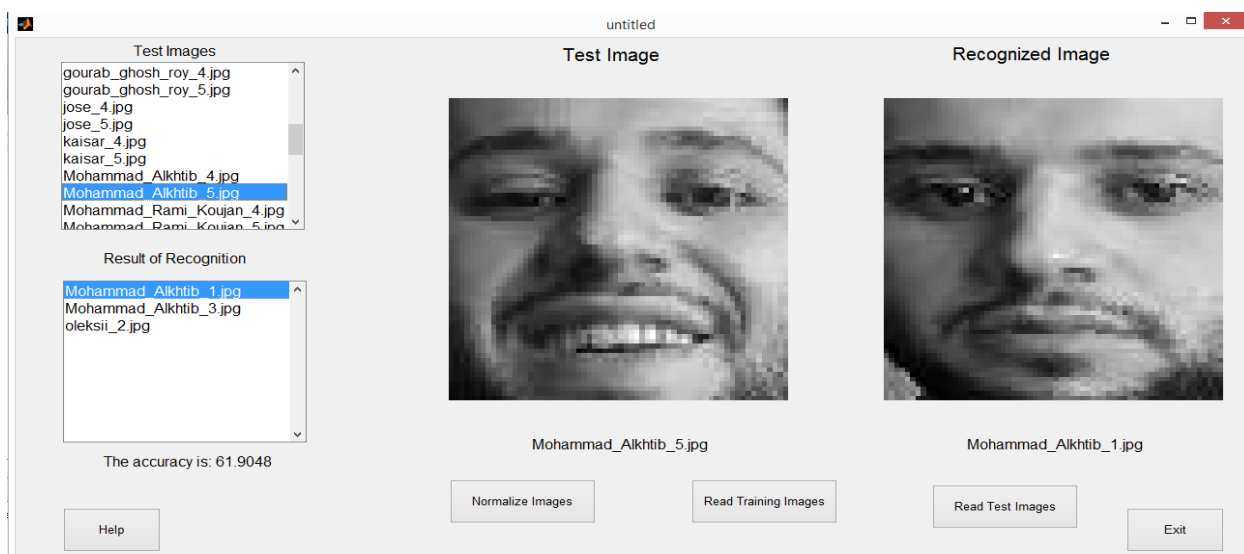 untitled
Test Images
gourab_ghosh_roy_4.jpg
gourab_ghosh_roy_5.jpg
jose_4.jpg
jose_5.jpg
kaisar_4.jpg
kaisar_5.jpg
Mohammad_Alkhtib_4.jpg
Mohammad_Alkhtib_5.jpg
Mohammad_Rami_Koujan_4.jpg
Mohammad_Rami_Koujan_5.jpg
Result of Recognition
Mohammad_Alkhtib_1.jpg
Mohammad_Alkhtib_3.jpg
oleksii_2.jpg
The accuracy is: 61.9048
Help
Test Image
Mohammad_Alkhtib_5.jpg
Normalize Images
Read Training Images
Recognized Image
Mohammad_Alkhtib_1.jpg
Read Test Images
Exit